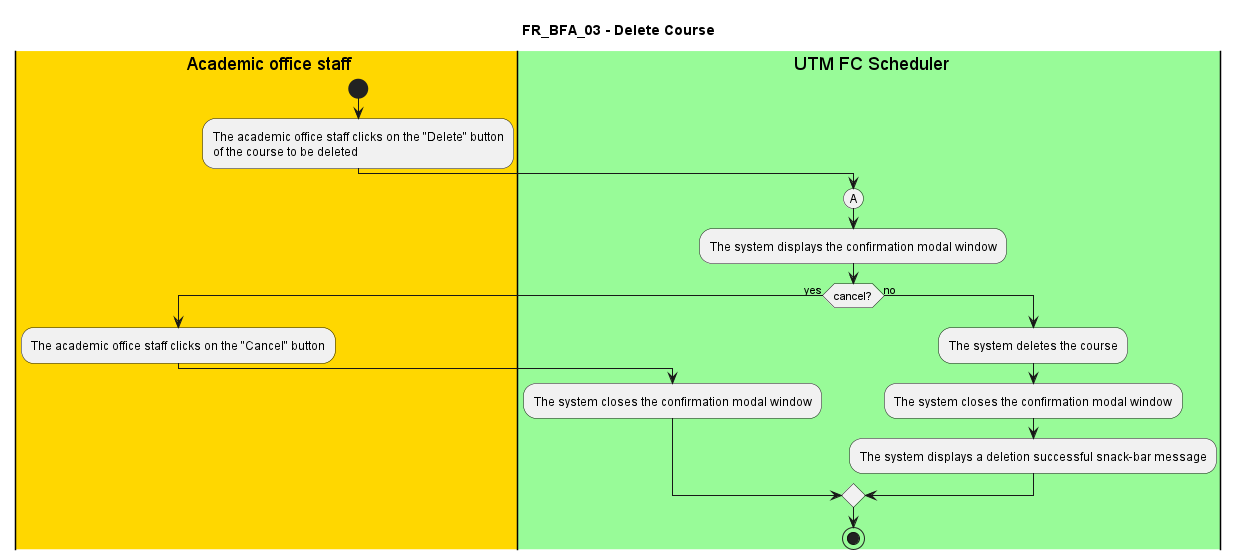 FR_BFA_03 - Delete Course
Academic office staff
UTM FC Scheduler
The academic office staff clicks on the "Delete" button
of the course to be deleted
A
The system displays the confirmation modal window
yes
cancel?
no
The academic office staff clicks on the "Cancel" button
The system deletes the course
The system closes the confirmation modal window
The system closes the confirmation modal window
The system displays a deletion successful snack-bar message